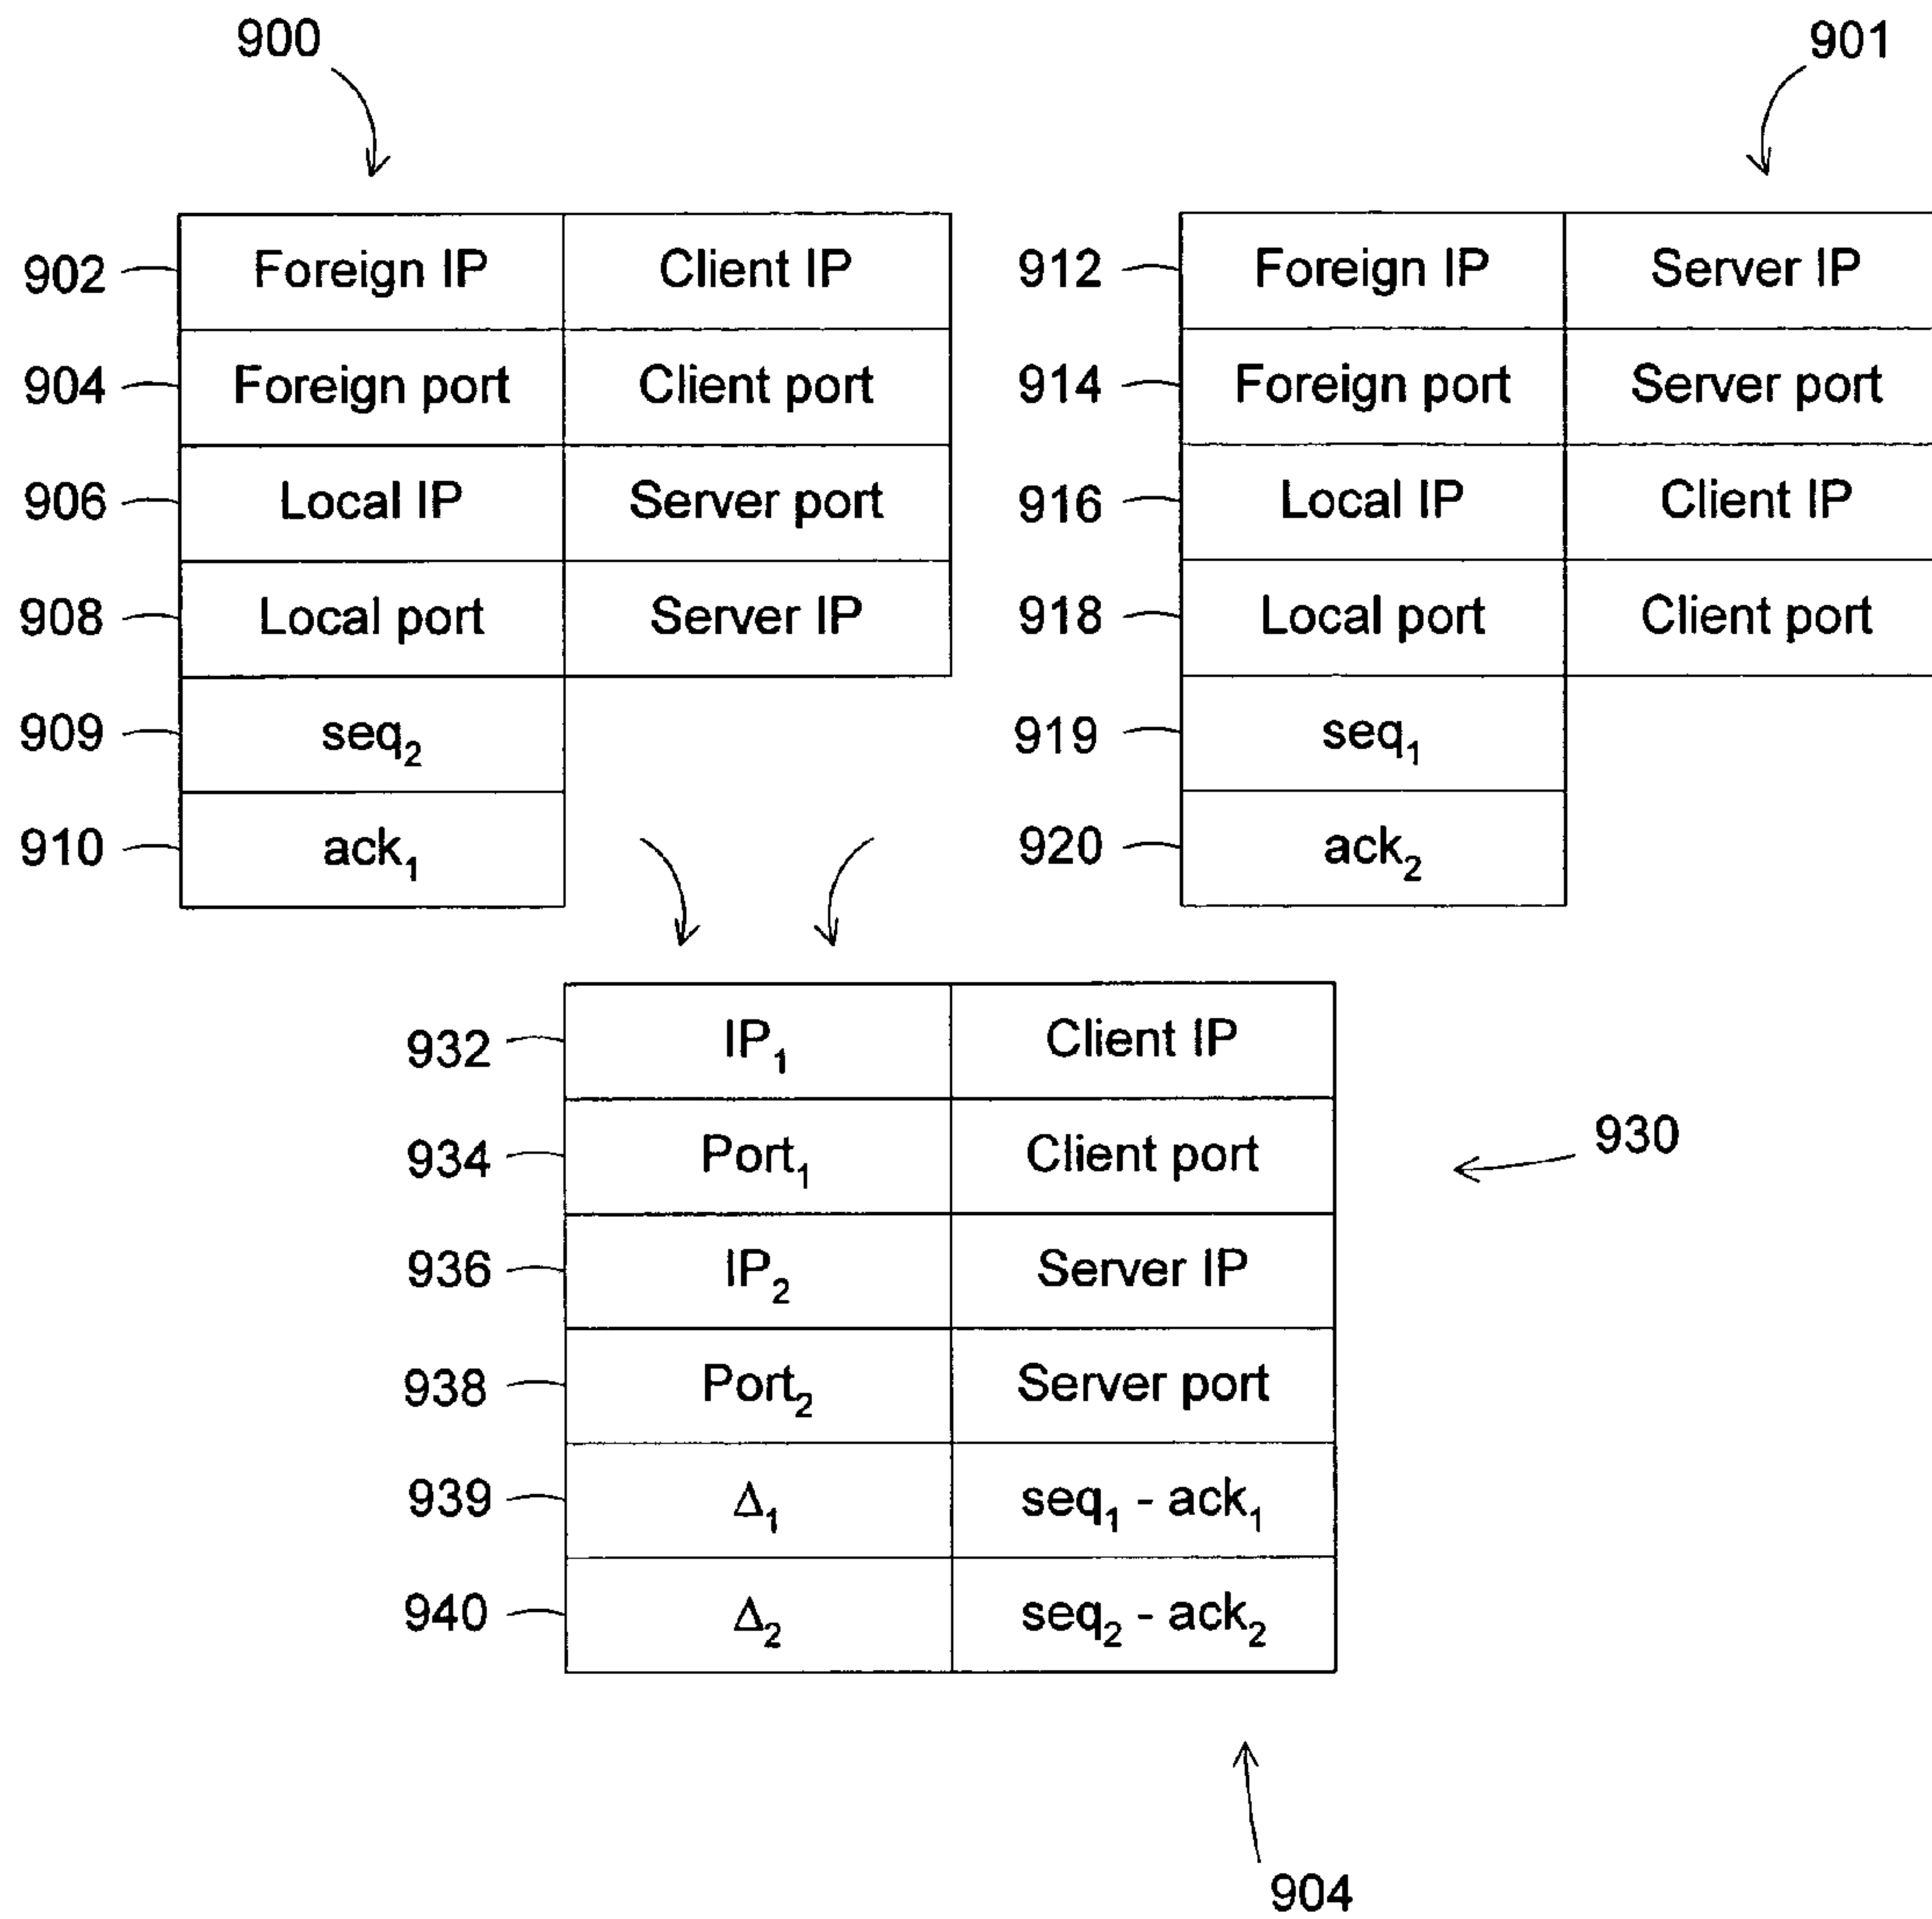 900
901
902 Foreign IP Client IP
904 Foreign port Client port
906 Local IP Server port
908 Local port Server IP
909 seq₂
910 ack₁
912 Foreign IP Server IP
914 Foreign port Server port
916 Local IP Client IP
918 Local port Client port
919 seq₁
920 ack₂
932 IP₁ Client IP
934 Port₁ Client port
936 IP₂ Server IP
938 Port₂ Server port
939 Δ₁ seq₁ - ack₁
940 Δ₂ seq₂ - ack₂
930
904